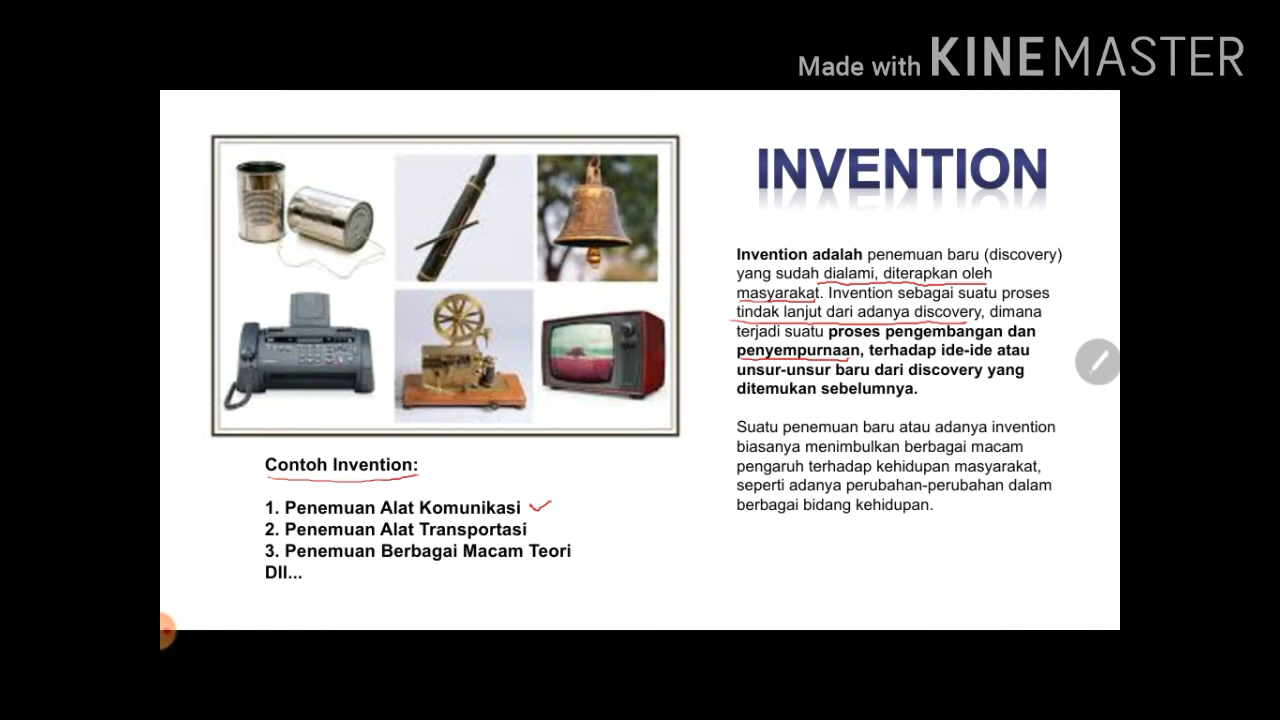 Made with KINEMASTER
INVENTION
Invention adalah penemuan baru (discovery)
yang sudah dialami, diterapkan oleh
masyarakat. Invention sebagai suatu proses
tindak lanjut dari adanya discovery, dimana
terjadi suatu proses pengembangan dan
penyempurnaan, terhadap ide-ide atau
unsur-unsur baru dari discovery yang
ditemukan sebelumnya.
Suatu penemuan baru atau adanya invention
biasanya menimbulkan berbagai macam
pengaruh terhadap kehidupan masyarakat,
seperti adanya perubahan-perubahan dalam
berbagai bidang kehidupan.
Contoh Invention:
1. Penemuan Alat Komunikasi
2. Penemuan Alat Transportasi
3. Penemuan Berbagai Macam Teori
Dll...